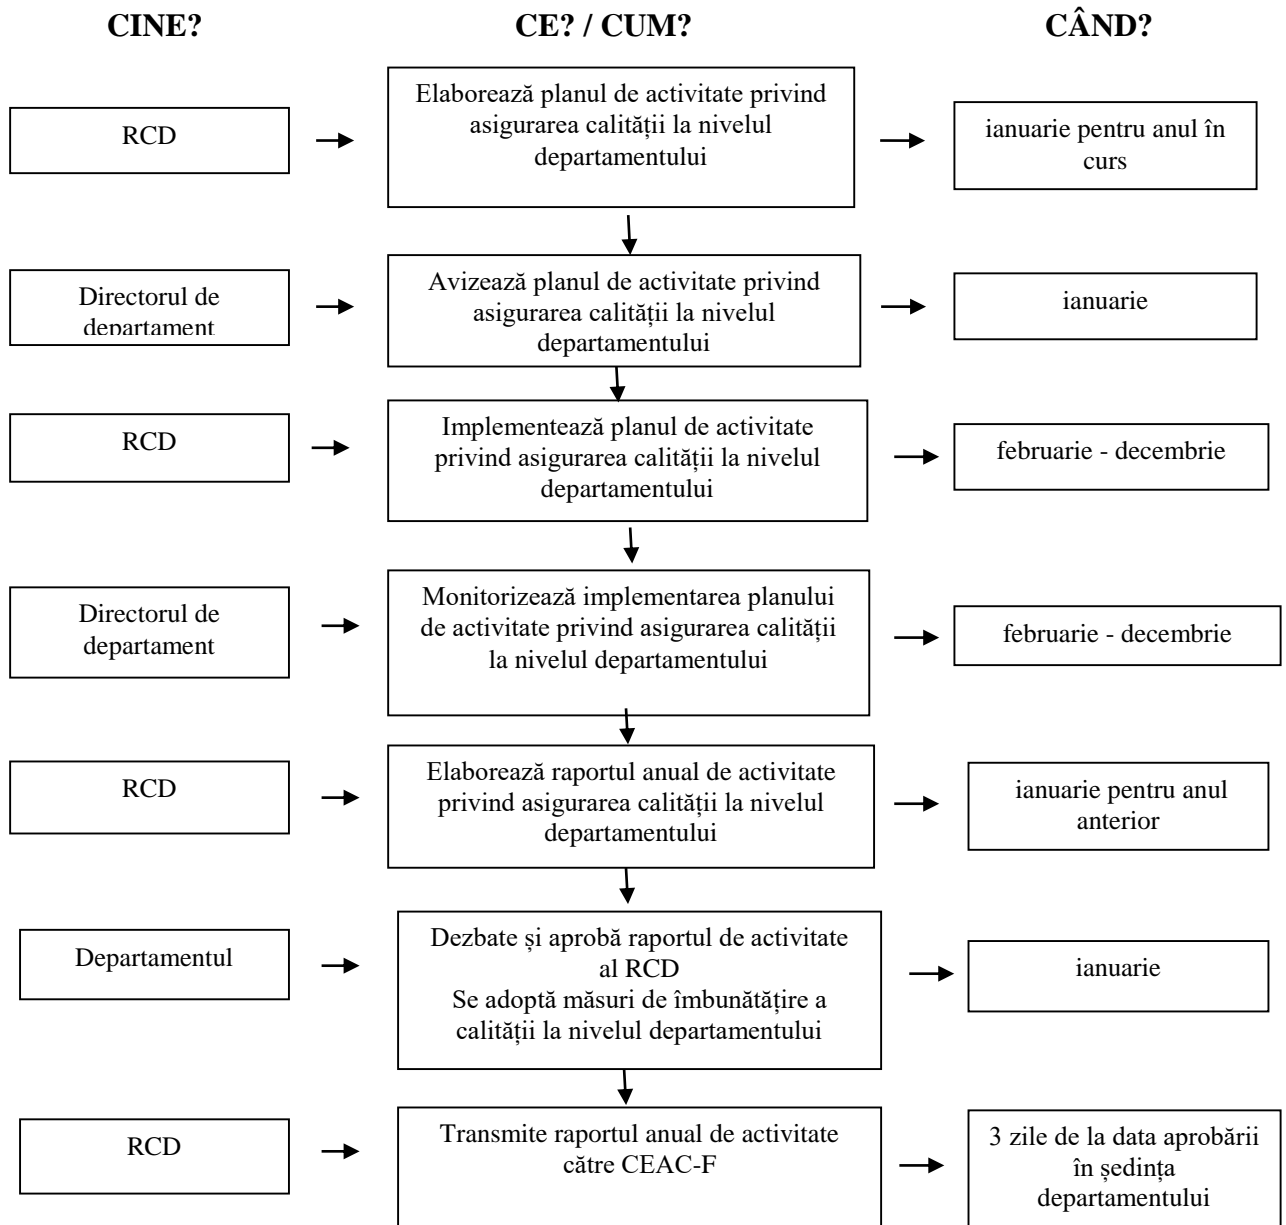 CINE?
CE? / CUM?
CÂND?
RCD
Elaborează planul de activitate privind
asigurarea calității la nivelul
departamentului
ianuarie pentru anul în
curs
Directorul de
departament
Avizează planul de activitate privind
asigurarea calității la nivelul
departamentului
ianuarie
RCD
Implementează planul de activitate
privind asigurarea calității la nivelul
departamentului
februarie - decembrie
Directorul de
departament
Monitorizează implementarea planului
de activitate privind asigurarea calității
la nivelul departamentului
februarie - decembrie
RCD
Elaborează raportul anual de activitate
privind asigurarea calității la nivelul
departamentului
ianuarie pentru anul
anterior
Departamentul
Dezbate și aprobă raportul de activitate
al RCD
Se adoptă măsuri de îmbunătățire a
calității la nivelul departamentului
ianuarie
RCD
Transmite raportul anual de activitate
către CEAC-F
3 zile de la data aprobării
în ședința
departamentului